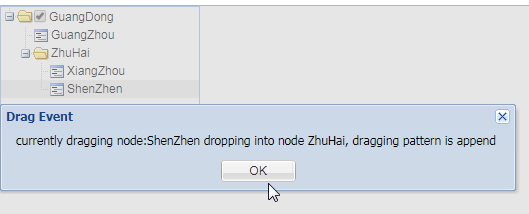 GuangDong
GuangZhou
ZhuHai
XiangZhou
ShenZhen
Drag Event
currently dragging node:ShenZhen dropping into node ZhuHai, dragging pattern is append
OK